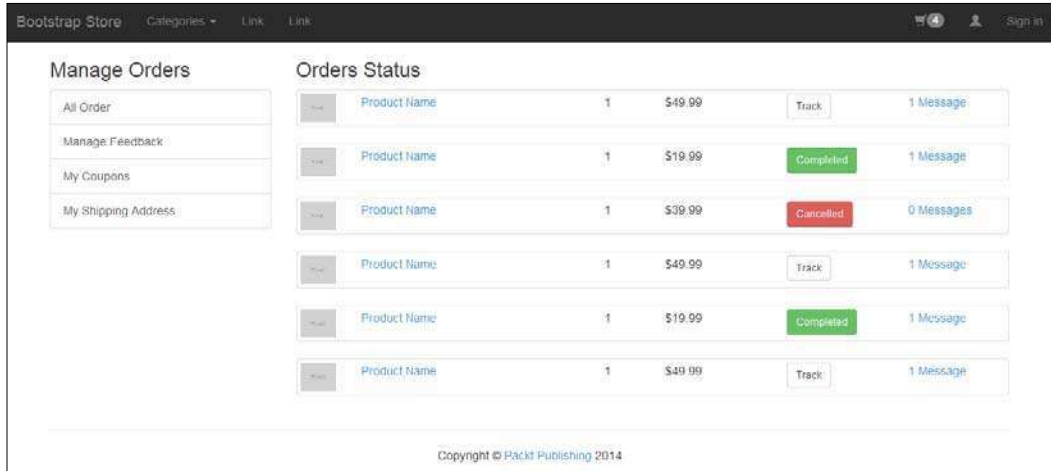 Bootstrap Store Categories Link Link 4 Sign in
Manage Orders
All Order
Manage Feedback
My Coupons
My Shipping Address
Orders Status
Product Name 1 $49.99 Track 1 Message
Product Name 1 $19.99 Completed 1 Message
Product Name 1 $39.99 Cancelled 0 Messages
Product Name 1 $49.99 Track 1 Message
Product Name 1 $19.99 Completed 1 Message
Product Name 1 $49.99 Track 1 Message
Copyright © Packt Publishing 2014